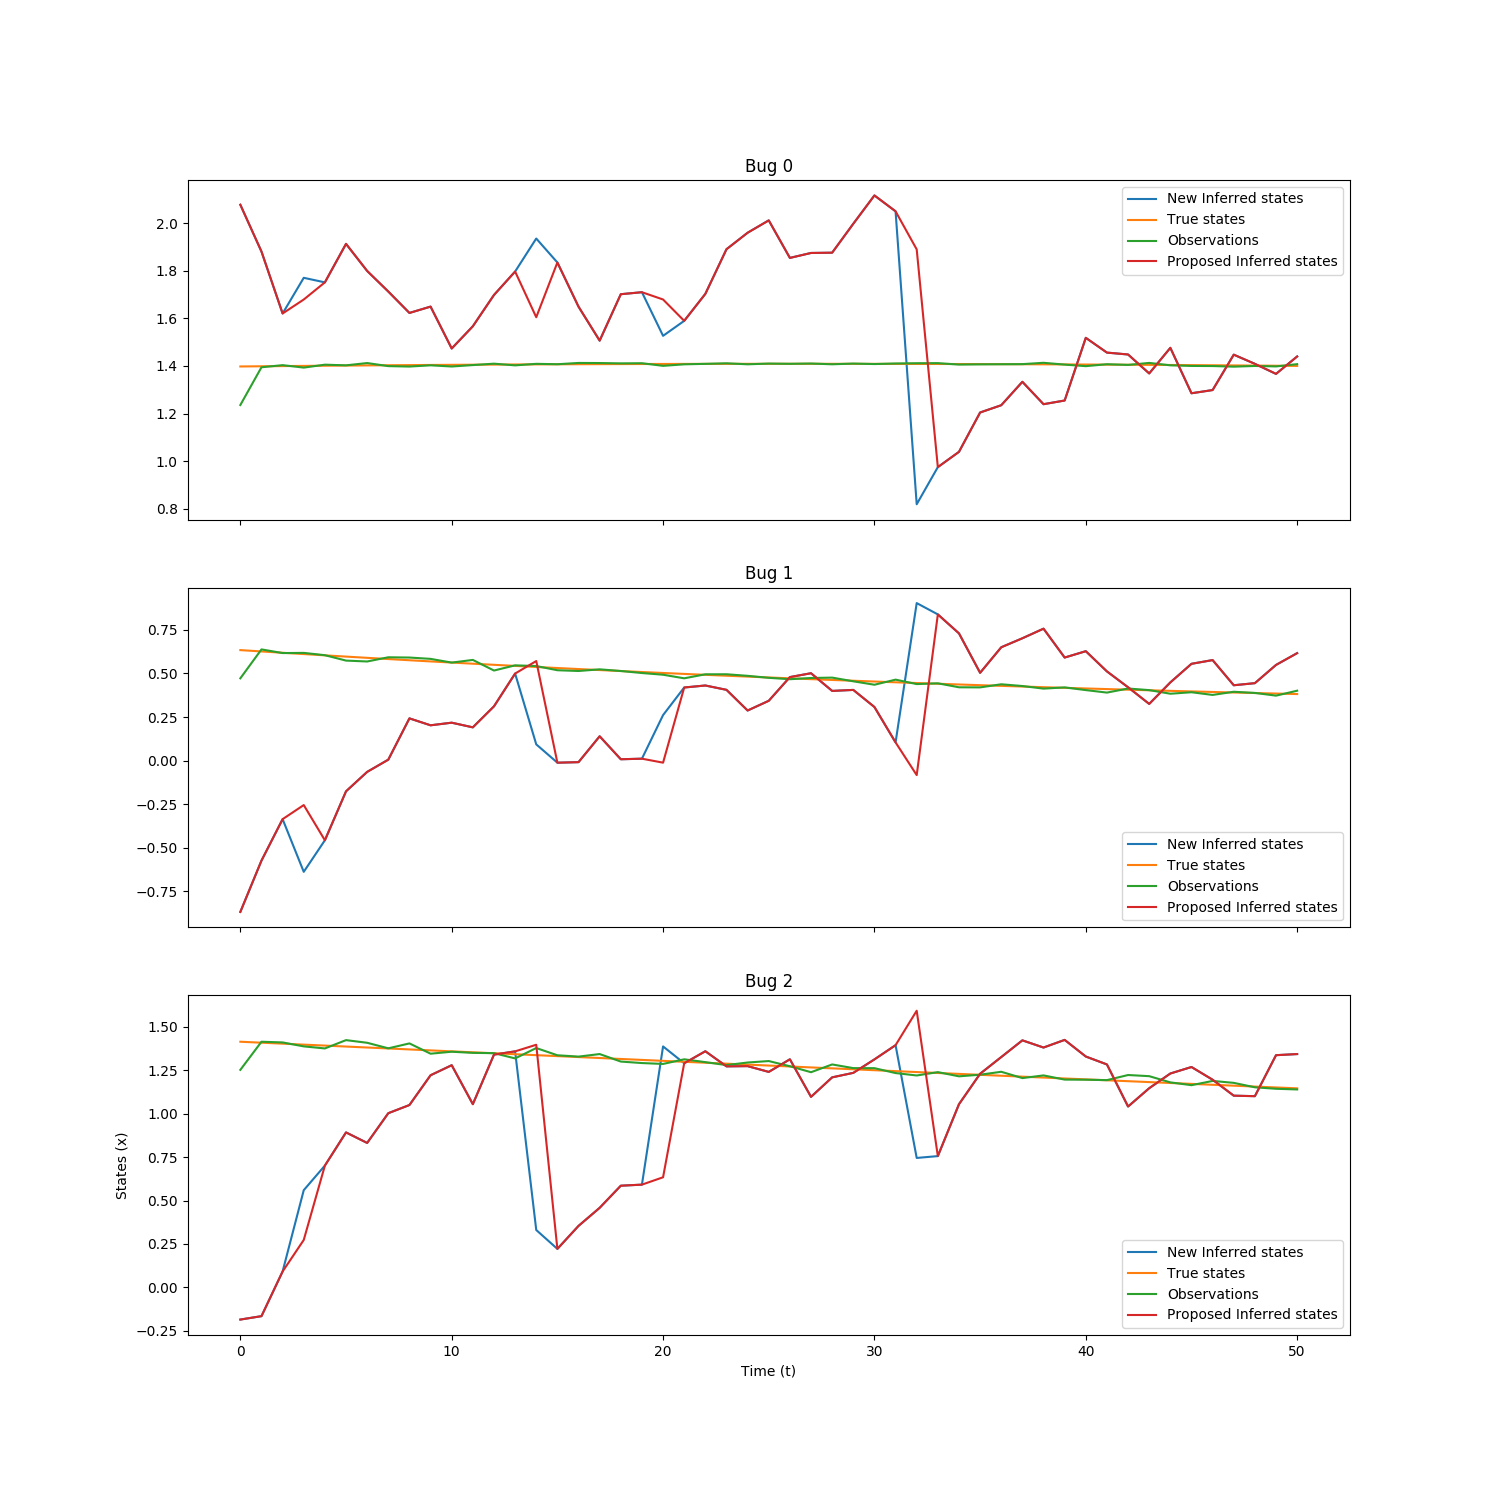 Bug 0
2.0
1.8
1.6
1.4
1.2
1.0
0.8
New Inferred states
True states
Observations
Proposed Inferred states
Bug 1
0.75
0.50
0.25
0.00
−0.25
−0.50
−0.75
New Inferred states
True states
Observations
Proposed Inferred states
Bug 2
States (x)
1.50
1.25
1.00
0.75
0.50
0.25
0.00
−0.25
New Inferred states
True states
Observations
Proposed Inferred states
0 10 20 30 40 50
Time (t)